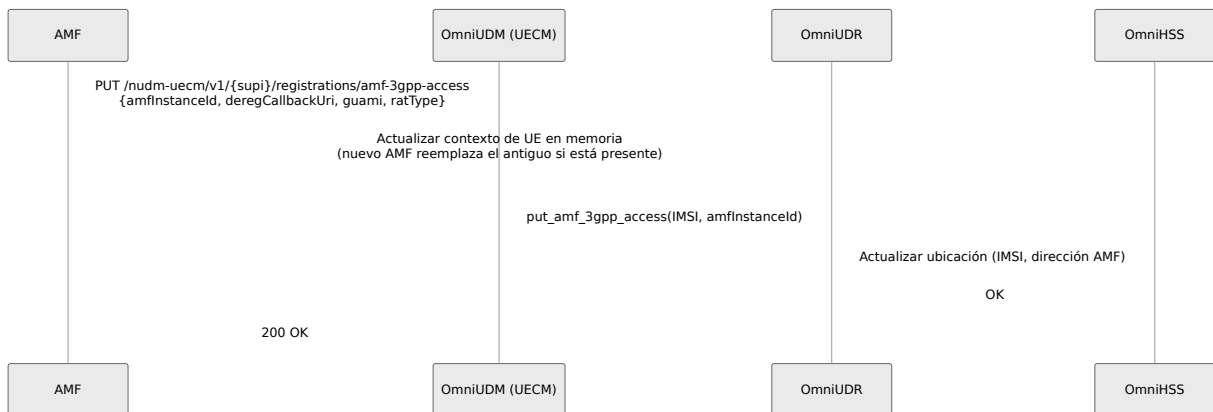 AMF
OmniUDM (UECM)
OmniUDR
OmniHSS
PUT /nudm-uecm/v1/{supi}/registrations/amf-3gpp-access
{amfInstanceId, deregCallbackUri, guami, ratType}
Actualizar contexto de UE en memoria
(nuevo AMF reemplaza el antiguo si está presente)
put_amf_3gpp_access(IMSI, amfInstanceId)
Actualizar ubicación (IMSI, dirección AMF)
OK
200 OK
AMF
OmniUDM (UECM)
OmniUDR
OmniHSS